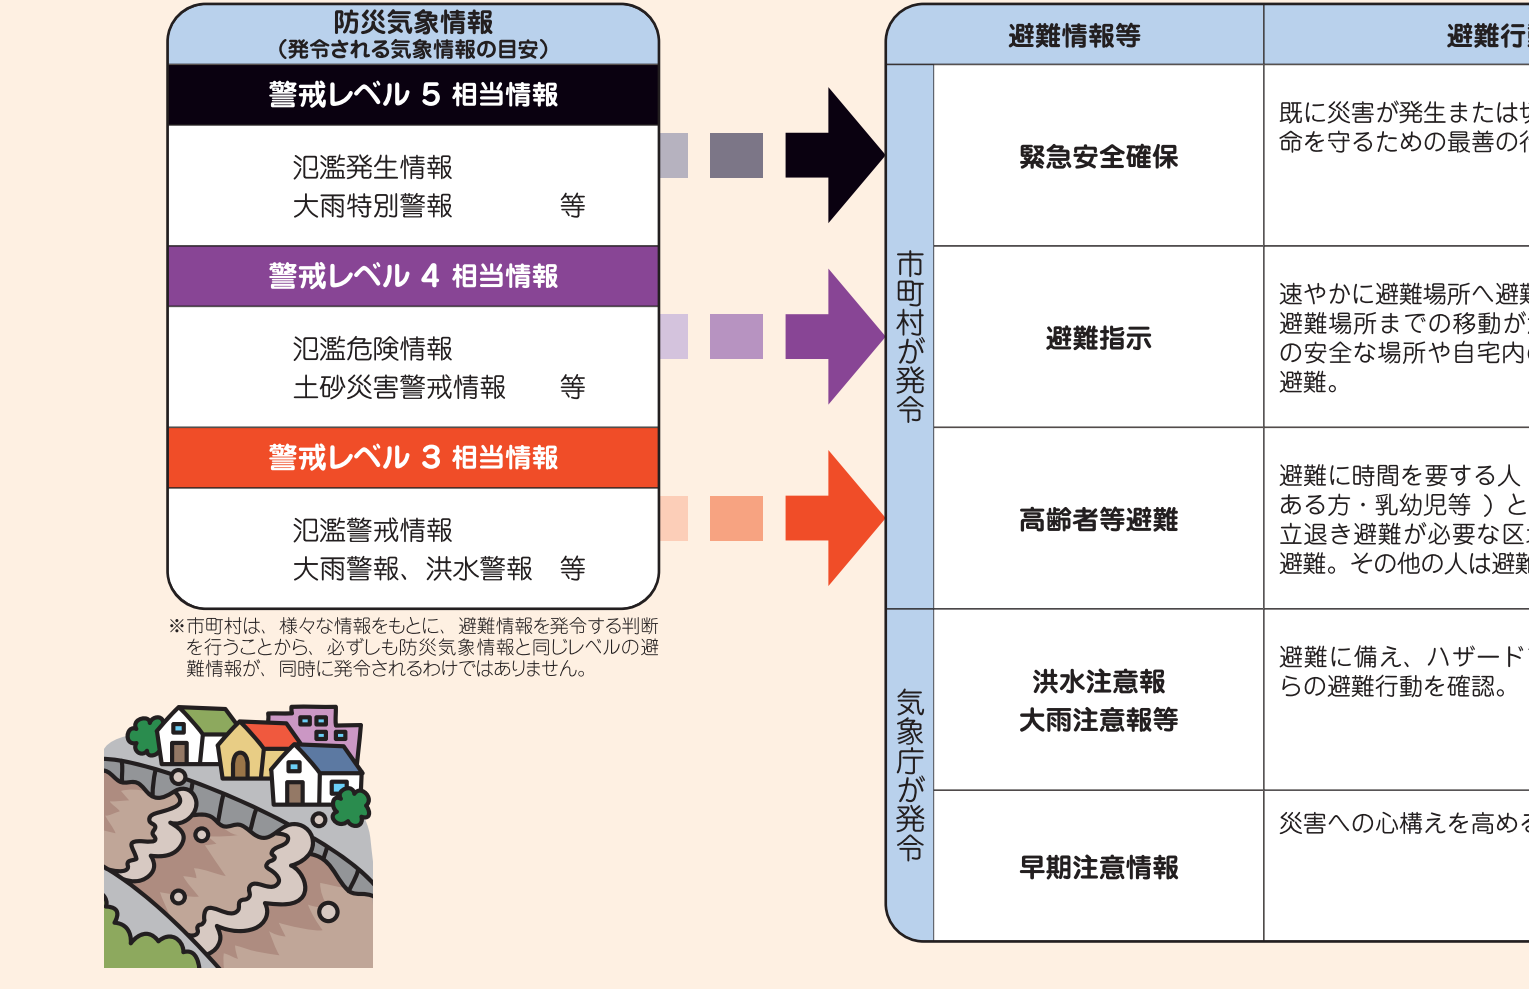 防災気象情報
（発令される気象情報の目安）
警戒レベル 5 相当情報
氾濫発生情報
大雨特別警報 等
警戒レベル 4 相当情報
氾濫危険情報
土砂災害警戒情報 等
警戒レベル 3 相当情報
氾濫警戒情報
大雨警報、洪水警報 等
※市町村は、様々な情報をもとに、避難情報を発令する判断
を行うことから、必ずしも防災気象情報と同じレベルの避
難情報が、同時に発令されるわけではありません。
避難情報等
避難行
市町村が発令
緊急安全確保
既に災害が発生または
命を守るための最善の
避難指示
速やかに避難場所へ避難
避難場所までの移動が
の安全な場所や自宅内
避難。
高齢者等避難
避難に時間を要する人
ある方・乳幼児等 ）と
立退き避難が必要な区
避難。その他の人は避難
気象庁が発令
洪水注意報
大雨注意報等
避難に備え、ハザード
らの避難行動を確認。
早期注意情報
災害への心構えを高める